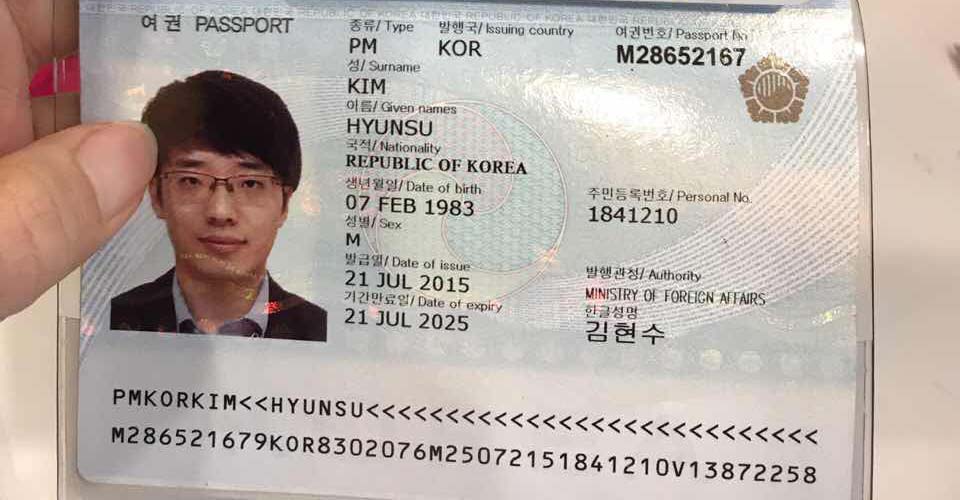 여권 PASSPORT
종류/ Type 발행국/ Issuing country 여권번호/ Passport No.
PM KOR M28652167
성/ Surname
KIM
이름/ Given names
HYUNSU
국적/ Nationality
REPUBLIC OF KOREA
생년월일/ Date of birth 주민등록번호/ Personal No.
07 FEB 1983 1841210
성별/ Sex
M
발급일/ Date of issue 발행관청/ Authority
21 JUL 2015 MINISTRY OF FOREIGN AFFAIRS
기간만료일/ Date of expiry 한글성명
21 JUL 2025 김현수
PMKORKIM<<HYUNSU<<<<<<<<<<<<<<<<<<<<<<<<<<<<
M286521679KOR8302076M25072151841210V13872258